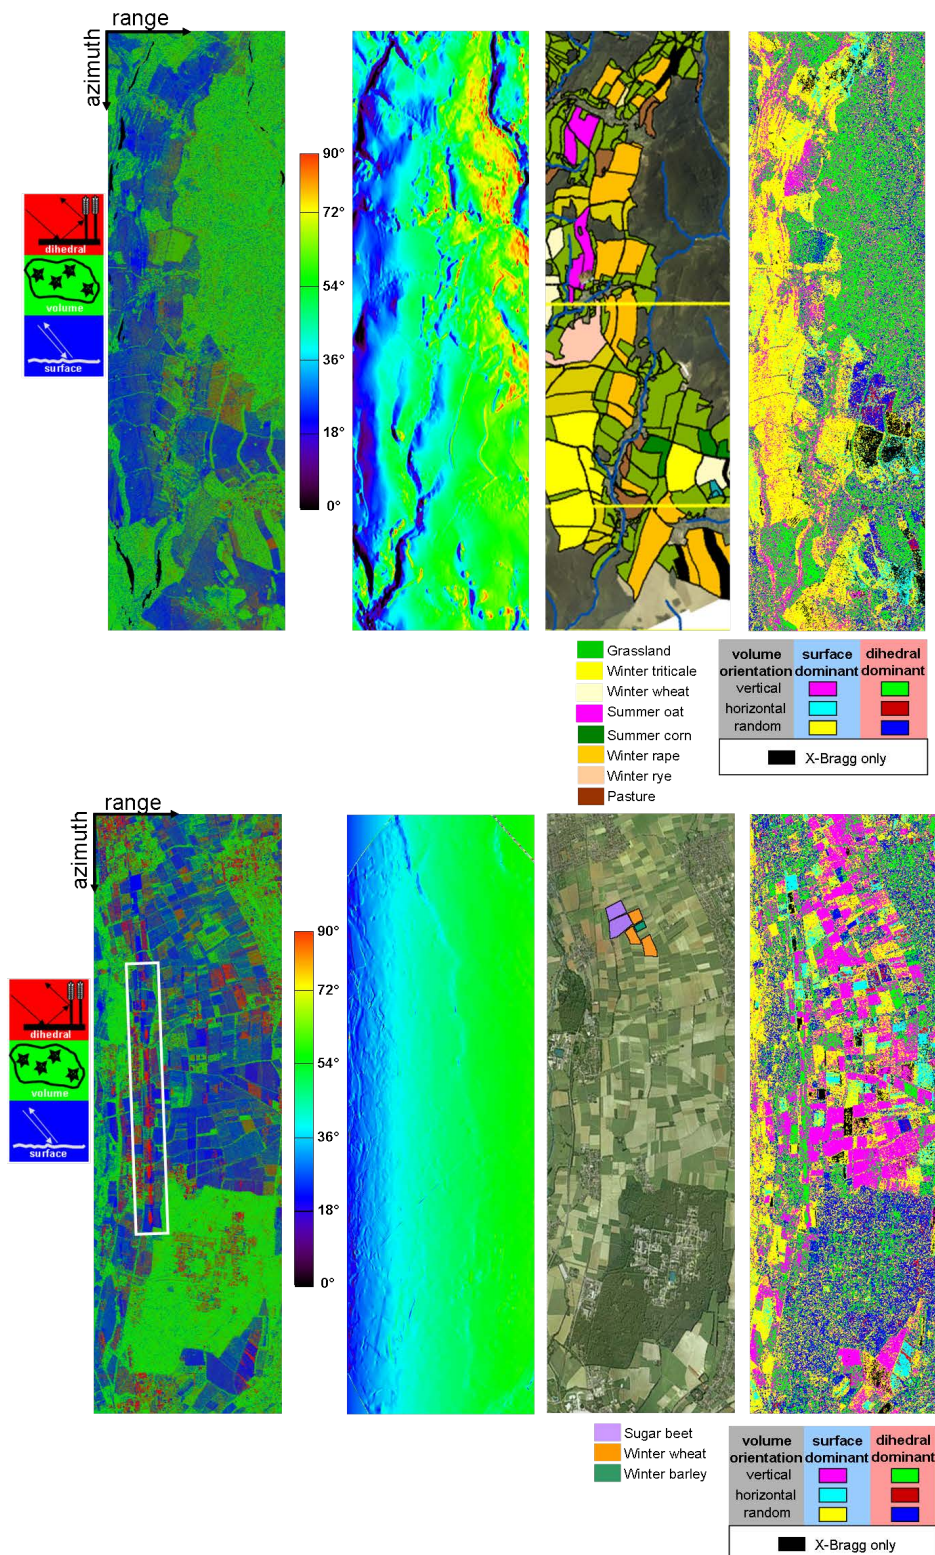 range
azimuth
dihedral
volume
surface
90°
72°
54°
36°
18°
0°
Grassland
Winter triticale
Winter wheat
Summer oat
Summer corn
Winter rape
Winter rye
Pasture
volume orientation
surface dominant
dihedral dominant
vertical
horizontal
random
X-Bragg only
range
azimuth
dihedral
volume
surface
90°
72°
54°
36°
18°
0°
Sugar beet
Winter wheat
Winter barley
volume orientation
surface dominant
dihedral dominant
vertical
horizontal
random
X-Bragg only